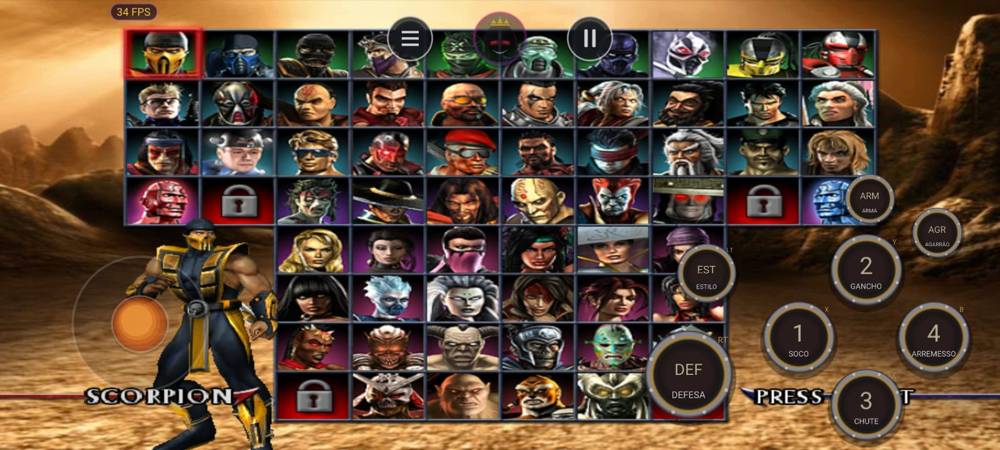 34 FPS
ARM
ARMA
AGR
AGARRÃO
Y
2
GANCHO
EST
ESTILO
X
1
SOCO
B
4
ARREMESSO
RT
DEF
DEFESA
SCORPION
PRESS
T
3
CHUTE